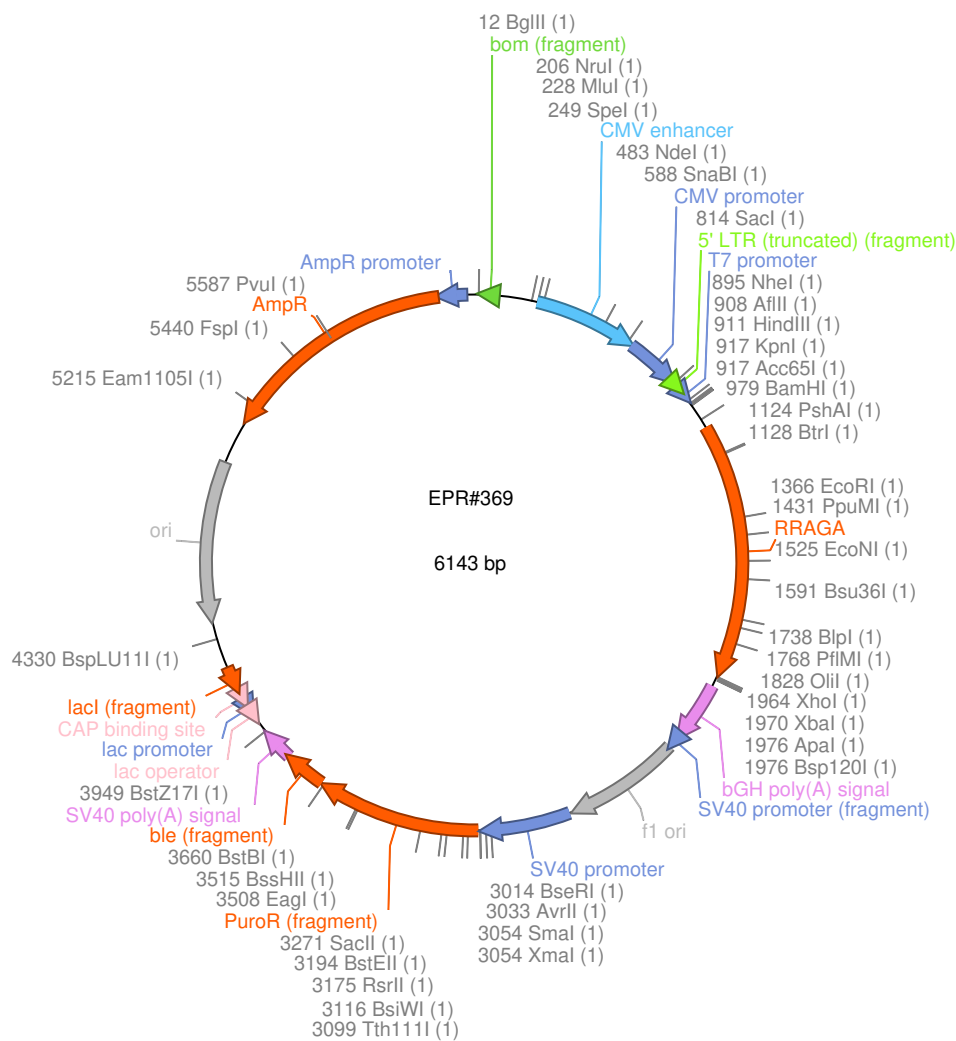 12 BglII (1)
bom (fragment)
206 NruI (1)
228 MluI (1)
249 SpeI (1)
CMV enhancer
483 NdeI (1)
588 SnaBI (1)
CMV promoter
814 SacI (1)
5' LTR (truncated) (fragment)
T7 promoter
895 NheI (1)
908 AflII (1)
911 HindIII (1)
917 KpnI (1)
917 Acc65I (1)
979 BamHI (1)
1124 PshAI (1)
1128 BtrI (1)
1366 EcoRI (1)
1431 PpuMI (1)
RRAGA
1525 EcoNI (1)
1591 Bsu36I (1)
1738 BlpI (1)
1768 PflMI (1)
1828 OliI (1)
1964 XhoI (1)
1970 XbaI (1)
1976 ApaI (1)
1976 Bsp120I (1)
bGH poly(A) signal
SV40 promoter (fragment)
f1 ori
SV40 promoter
3014 BseRI (1)
3033 AvrII (1)
3054 SmaI (1)
3054 XmaI (1)
3099 Tth111I (1)
3116 BsiWI (1)
3175 RsrII (1)
3194 BstEII (1)
3271 SacII (1)
PuroR (fragment)
3508 EagI (1)
3515 BssHII (1)
3660 BstBI (1)
ble (fragment)
SV40 poly(A) signal
3949 BstZ17I (1)
lac operator
lac promoter
CAP binding site
lacI (fragment)
4330 BspLU11I (1)
ori
5215 Eam1105I (1)
5440 FspI (1)
AmpR
5587 PvuI (1)
AmpR promoter
EPR#369
6143 bp